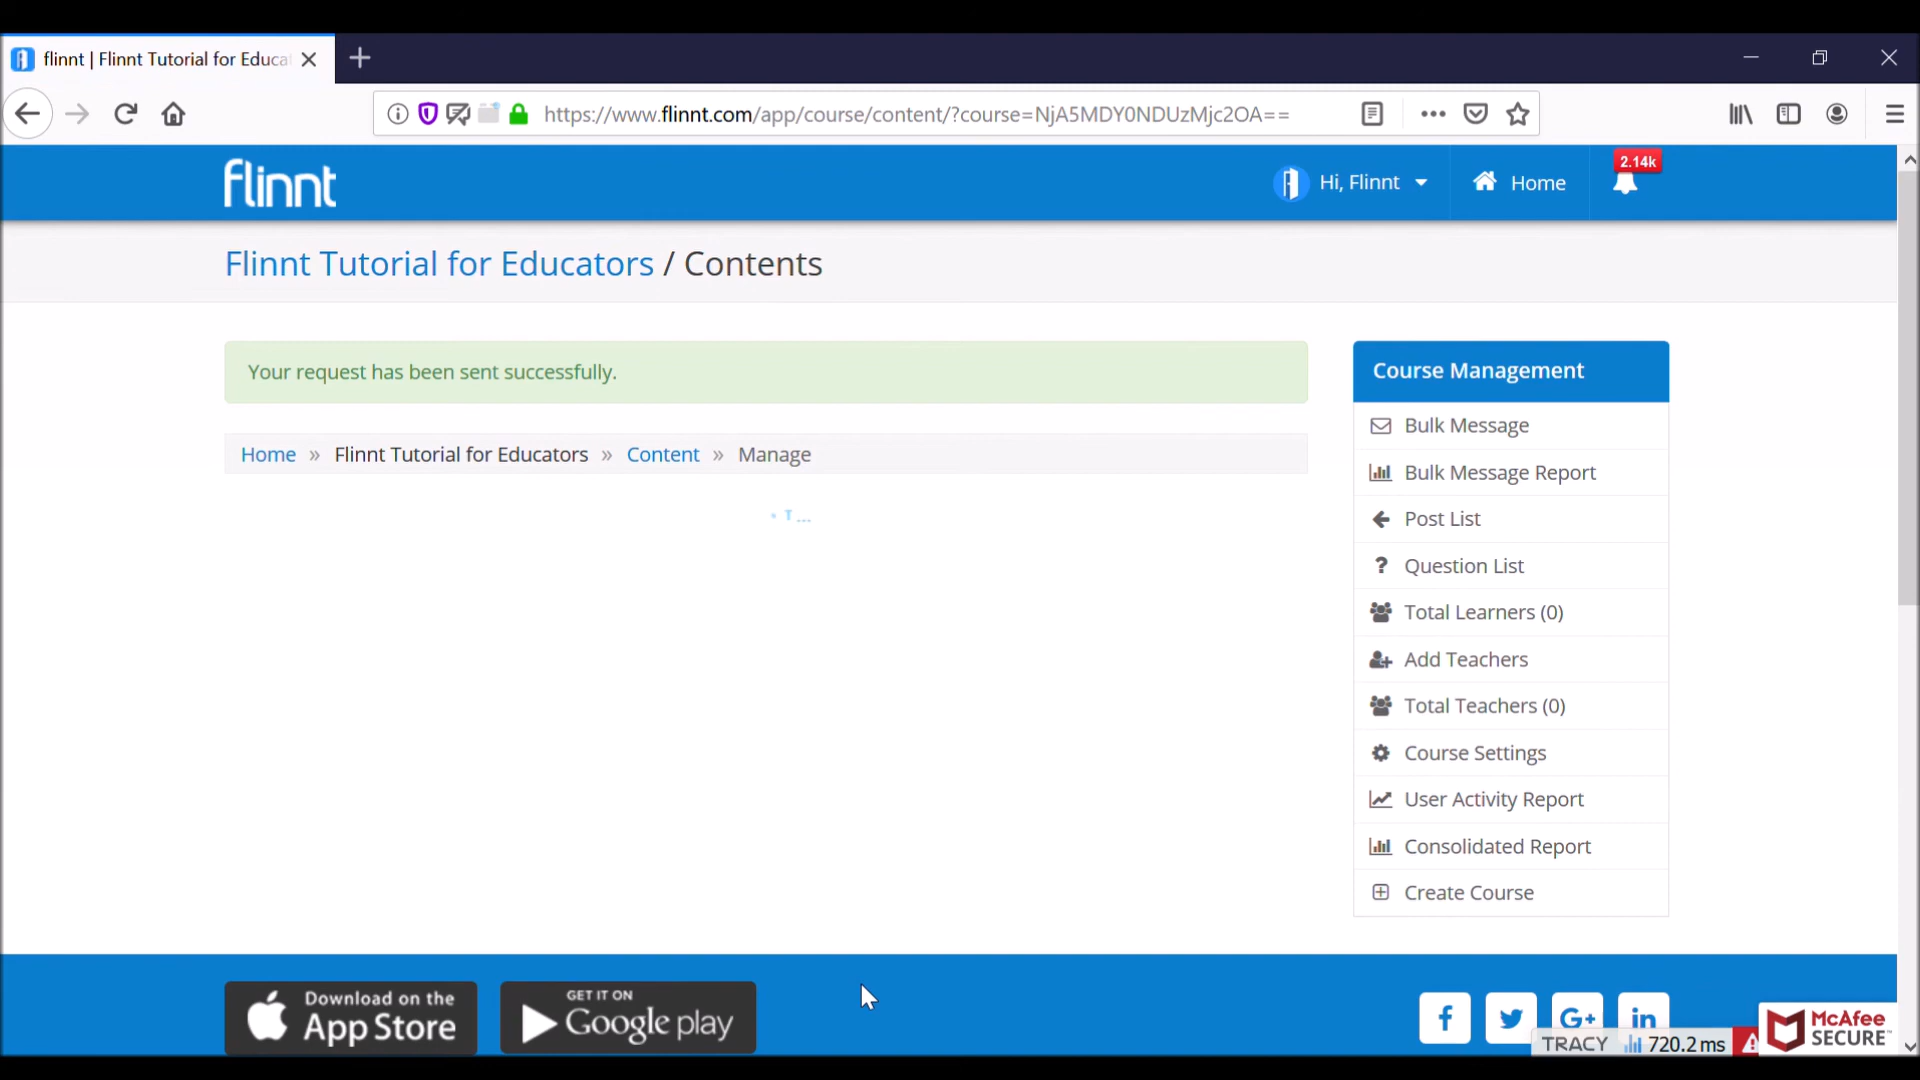 flinnt | Flinnt Tutorial for Educa
https://www.flinnt.com/app/course/content/?course=NjA5MDY0NDUzMjc2OA==
flinnt
Hi, Flinnt
Home
2.14k
Flinnt Tutorial for Educators / Contents
Your request has been sent successfully.
Home » Flinnt Tutorial for Educators » Content » Manage
Course Management
Bulk Message
Bulk Message Report
Post List
Question List
Total Learners (0)
Add Teachers
Total Teachers (0)
Course Settings
User Activity Report
Consolidated Report
Create Course
Download on the
App Store
GET IT ON
Google play
f
G+
in
TRACY 720.2 ms
McAfee
SECURE™